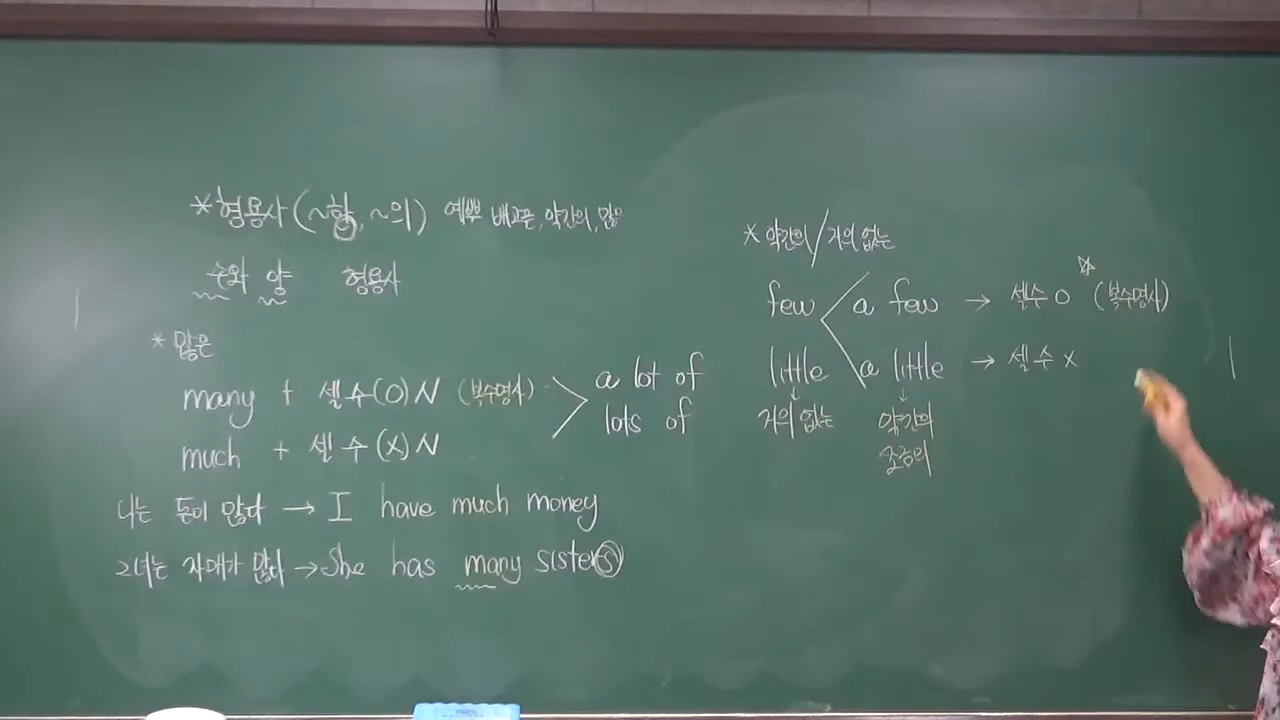 *형용사(~한, ~의) 예쁜 배고픈, 약간의, 많은
수와 양 형용사
* 많은
many + 셀수(O)N (복수명사)
much + 셀수(x)N
a lot of
lots of
나는 돈이 많다 → I have much money
그녀는 자매가 많다 → She has many sisters
* 약간의/거의 없는
few a few → 셀수 O (복수명사)
little a little → 셀수 x
↓ ↓
거의 없는 약간의
조금의